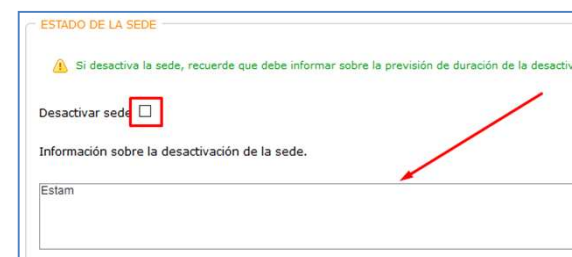 ESTADO DE LA SEDE
Si desactiva la sede, recuerde que debe informar sobre la previsión de duración de la
Desactivar sede
Información sobre la desactivación de la sede.
Estam